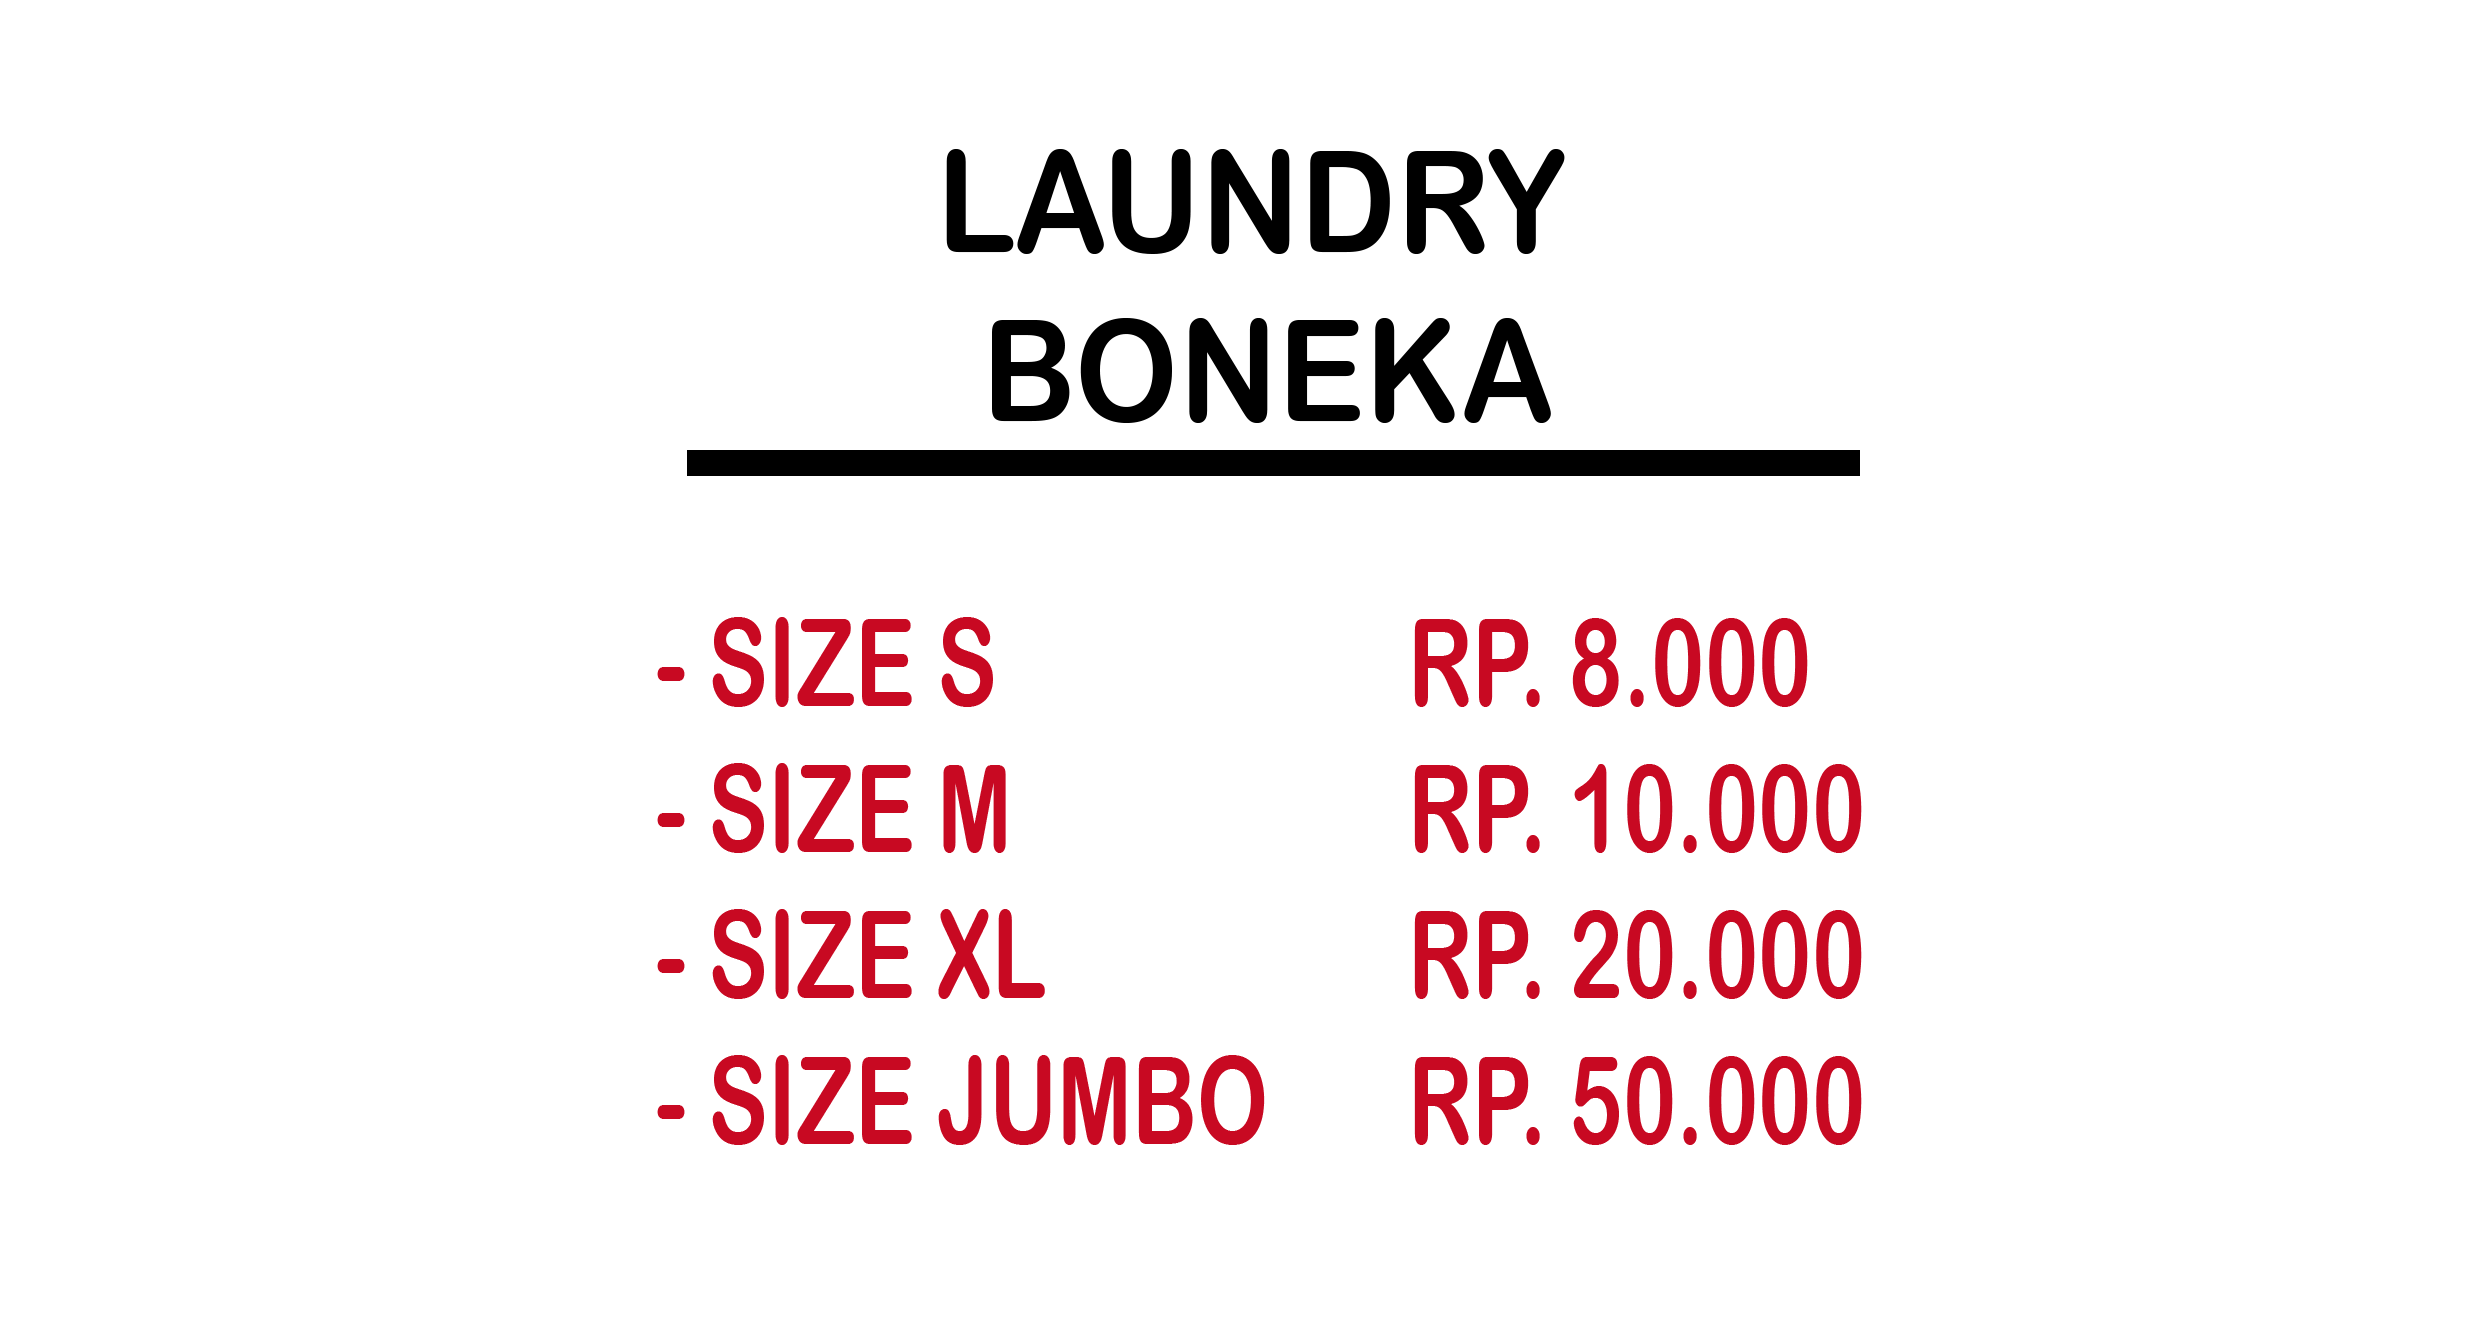 LAUNDRY
BONEKA
- SIZE S RP. 8.000
- SIZE M RP. 10.000
- SIZE XL RP. 20.000
- SIZE JUMBO RP. 50.000